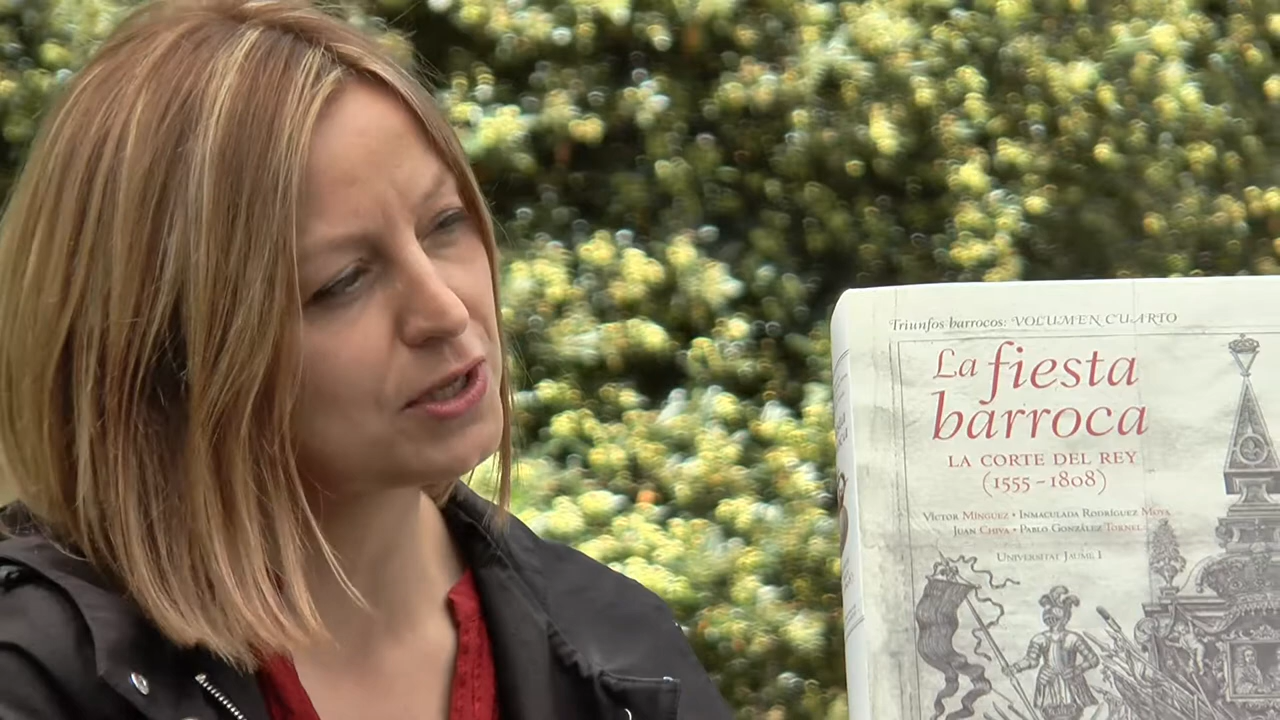 Triunfos barrocos: VOLUMEN CUARTO
La fiesta
barroca
LA CORTE DEL REY
(1555-1808)
VÍCTOR MÍNGUEZ • INMACULADA RODRÍGUEZ MOYA
JUAN CHIVA • PABLO GONZÁLEZ TORNEL
UNIVERSITAT JAUME I